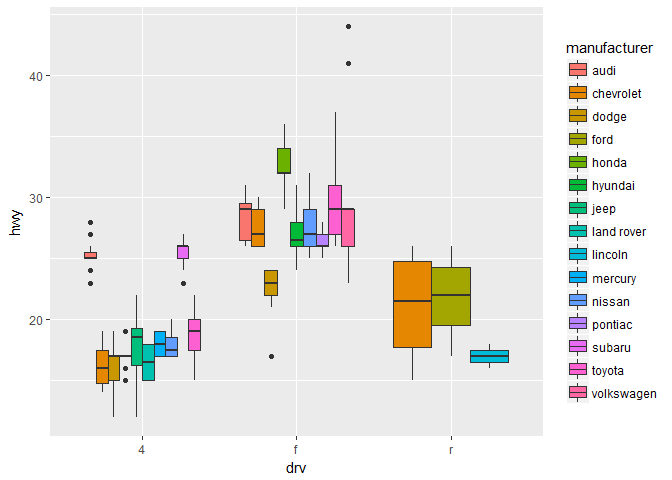 manufacturer
audi
chevrolet
dodge
ford
honda
hyundai
jeep
land rover
lincoln
mercury
nissan
pontiac
subaru
toyota
volkswagen
hwy
40
30
20
4 f r
drv